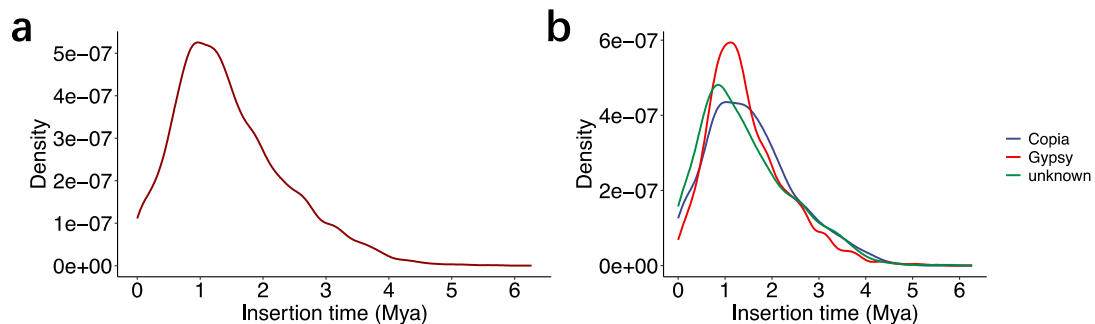 a
Density
5e−07
4e−07
3e−07
2e−07
1e−07
0e+00
0 1 2 3 4 5 6
Insertion time (Mya)
b
Density
6e−07
4e−07
2e−07
0e+00
0 1 2 3 4 5 6
Insertion time (Mya)
Copia
Gypsy
unknown